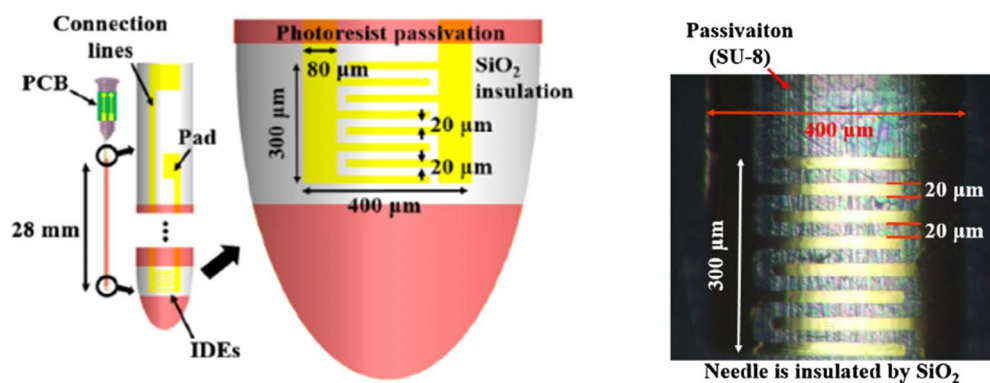 Connection
lines
PCB
Pad
28 mm
IDEs
Photoresist passivation
80 μm
SiO2
insulation
300 μm
20 μm
20 μm
400 μm
Passivaiton
(SU-8)
400 μm
20 μm
20 μm
300 μm
Needle is insulated by SiO2